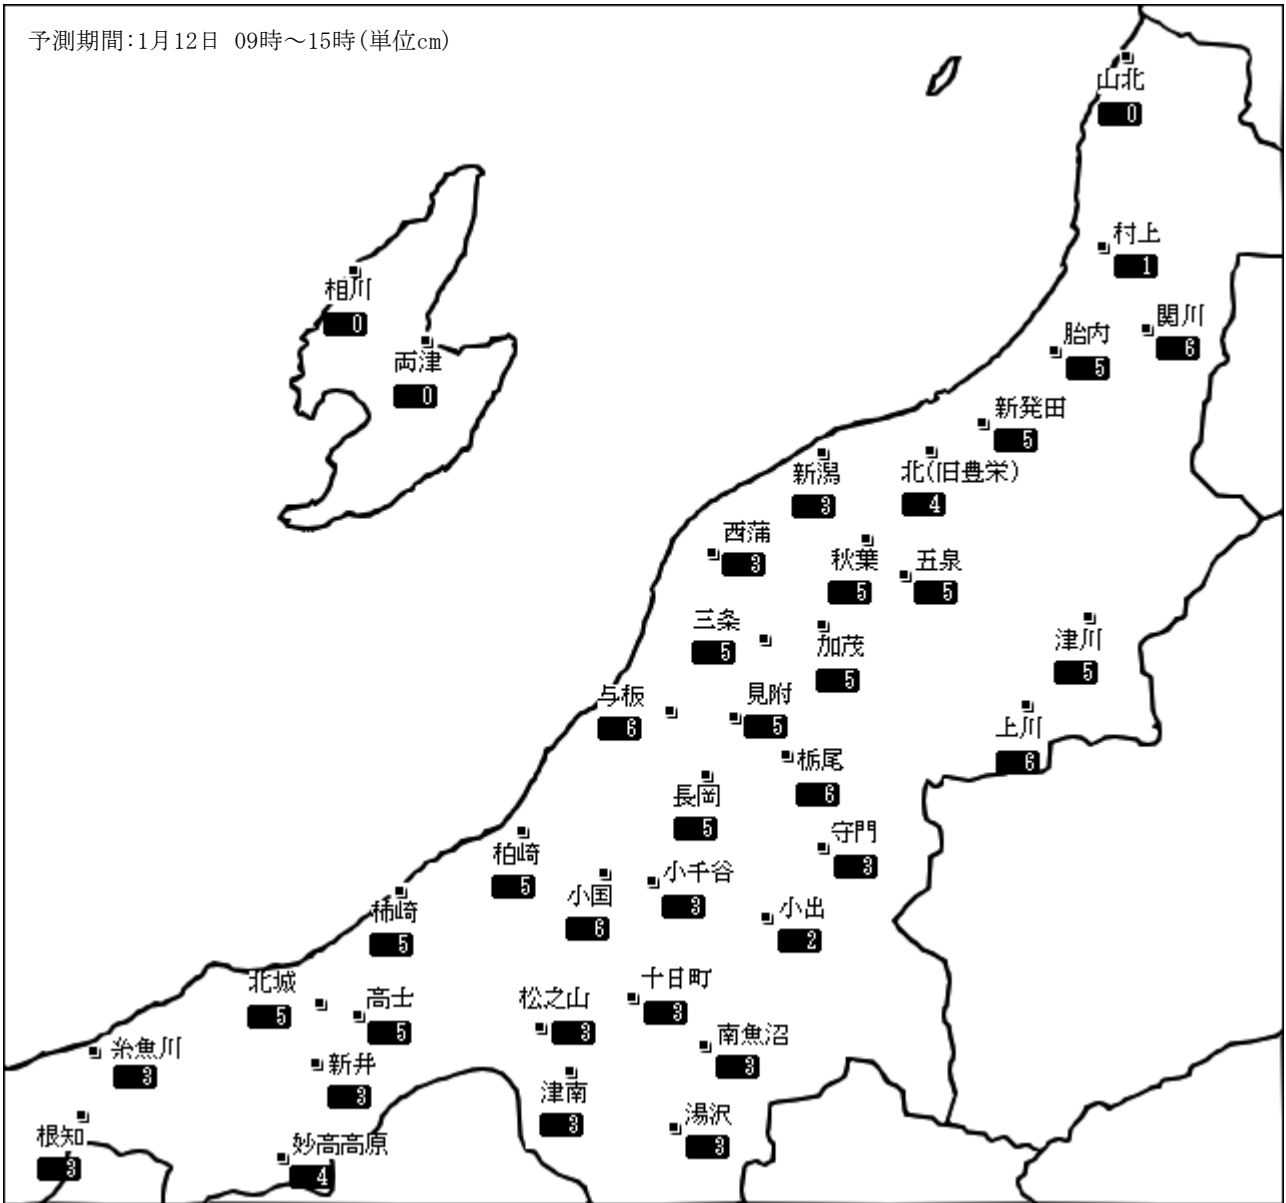 予測期間:1月12日 09時～15時(単位cm)
山北
0
村上
1
相川
0
関川
6
胎内
5
両津
0
新発田
5
新潟
3
北(旧豊栄)
4
西蒲
3
秋葉
5
五泉
5
三条
5
加茂
5
津川
5
与板
6
見附
5
上川
6
栃尾
6
長岡
5
守門
3
柏崎
5
小千谷
3
小国
6
小出
2
柿崎
5
北城
5
高士
5
松之山
3
十日町
3
南魚沼
3
糸魚川
3
新井
3
津南
3
湯沢
3
根知
3
妙高高原
4